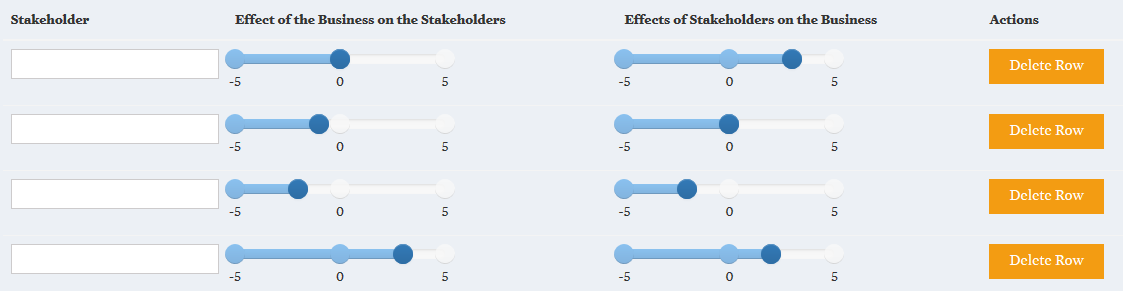 Stakeholder Effect of the Business on the Stakeholders Effects of Stakeholders on the Business Actions
Delete Row
-5 0 5 -5 0 5
Delete Row
-5 0 5 -5 0 5
Delete Row
-5 0 5 -5 0 5
Delete Row
-5 0 5 -5 0 5